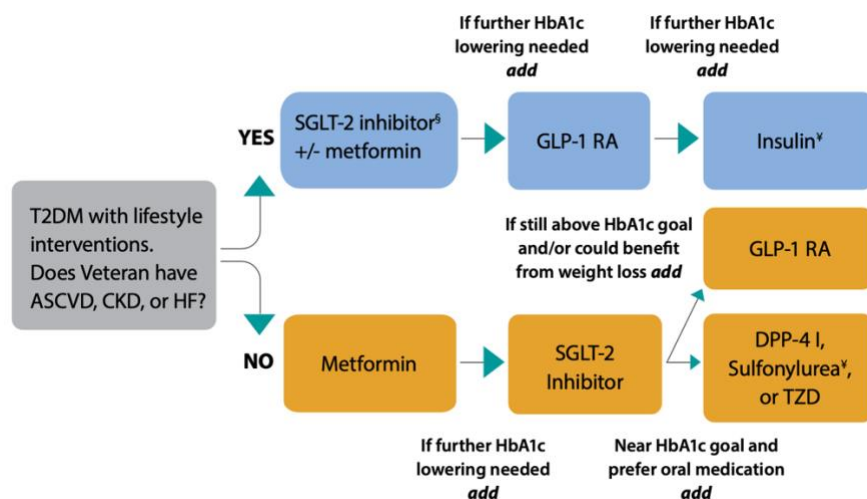 If further HbA1c
lowering needed
add
If further HbA1c
lowering needed
add
YES
SGLT-2 inhibitor§
+/- metformin
GLP-1 RA
Insulin¥
T2DM with lifestyle
interventions.
Does Veteran have
ASCVD, CKD, or HF?
If still above HbA1c goal
and/or could benefit
from weight loss add
GLP-1 RA
NO
Metformin
SGLT-2
Inhibitor
DPP-4 I,
Sulfonylurea¥,
or TZD
If further HbA1c
lowering needed
add
Near HbA1c goal and
prefer oral medication
add